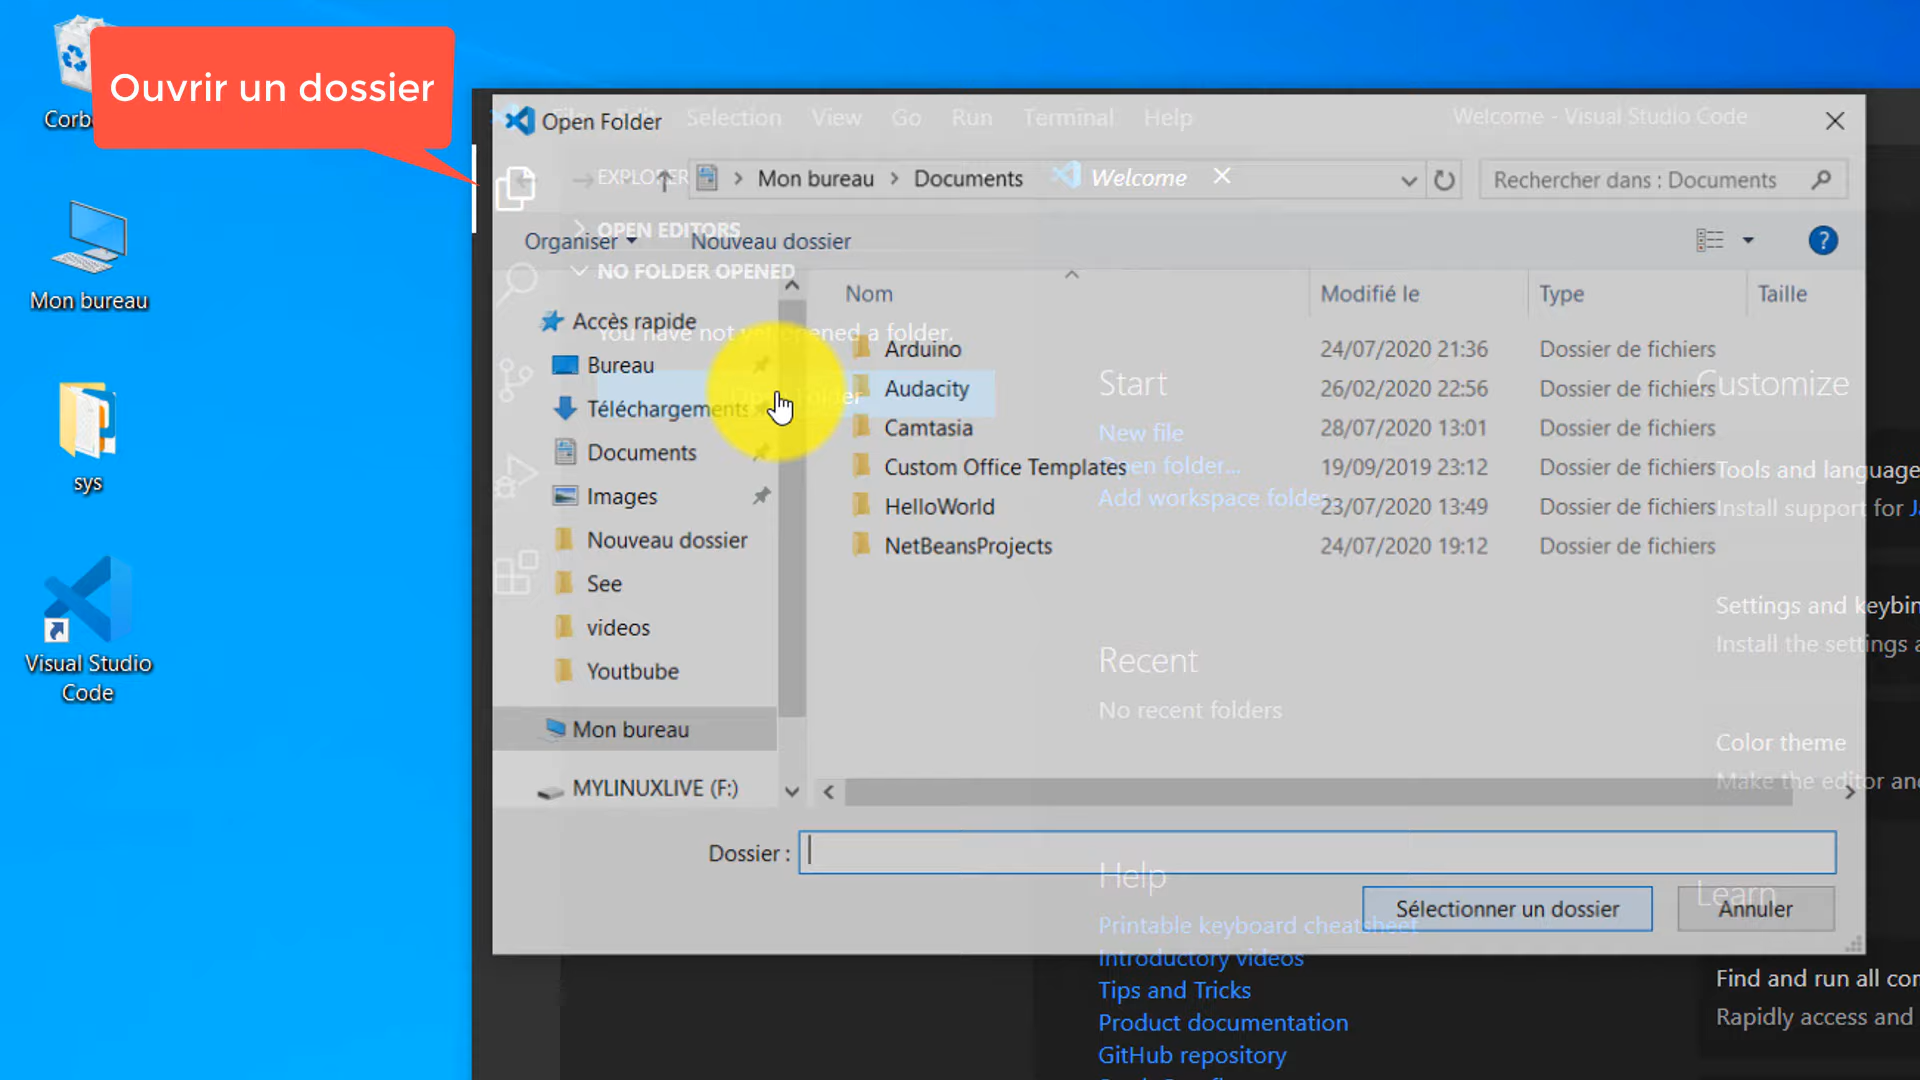 Ouvrir un dossier
Mon bureau
sys
Visual Studio
Code
Open Folder
Selection View Go Run Terminal Help
Welcome - Visual Studio Code
EXPLORER
Mon bureau > Documents
Welcome
Rechercher dans : Documents
OPEN EDITORS
Organiser
Nouveau dossier
NO FOLDER OPENED
Nom Modifié le Type Taille
Accès rapide
You have not yet opened a folder.
Bureau
Téléchargements
Documents
Images
Nouveau dossier
See
videos
Youtbube
Mon bureau
MYLINUXLIVE (F:)
Arduino 24/07/2020 21:36 Dossier de fichiers
Audacity 26/02/2020 22:56 Dossier de fichiers
Camtasia 28/07/2020 13:01 Dossier de fichiers
Custom Office Templates 19/09/2019 23:12 Dossier de fichiers
HelloWorld 23/07/2020 13:49 Dossier de fichiers
NetBeansProjects 24/07/2020 19:12 Dossier de fichiers
Start
New file
Open folder...
Add workspace folder
Recent
No recent folders
Customize
Tools and language
Install support for
Settings and keybin
Install the settings
Color theme
Make the editor and
Dossier :
Sélectionner un dossier
Annuler
Help
Printable keyboard cheatsheet
Introductory videos
Tips and Tricks
Product documentation
GitHub repository
Learn
Find and run all
Rapidly access and